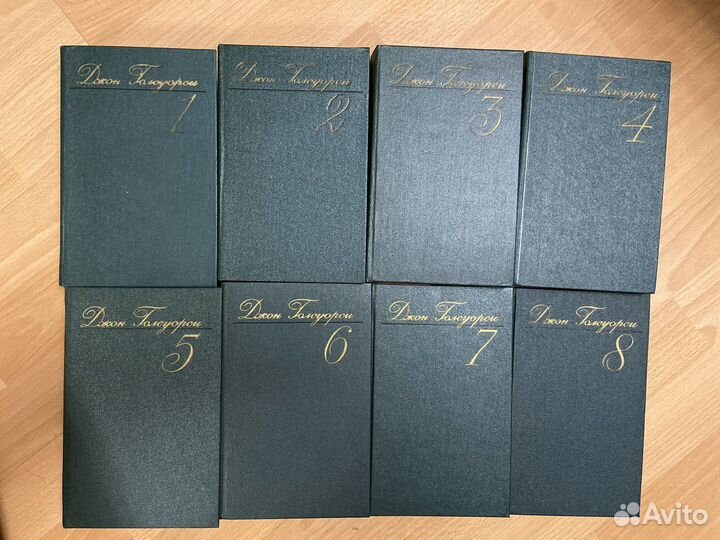 Джон Голсуорси
1
Джон Голсуорси
2
Джон Голсуорси
3
Джон Голсуорси
4
Джон Голсуорси
5
Джон Голсуорси
6
Джон Голсуорси
7
Джон Голсуорси
8
Avito